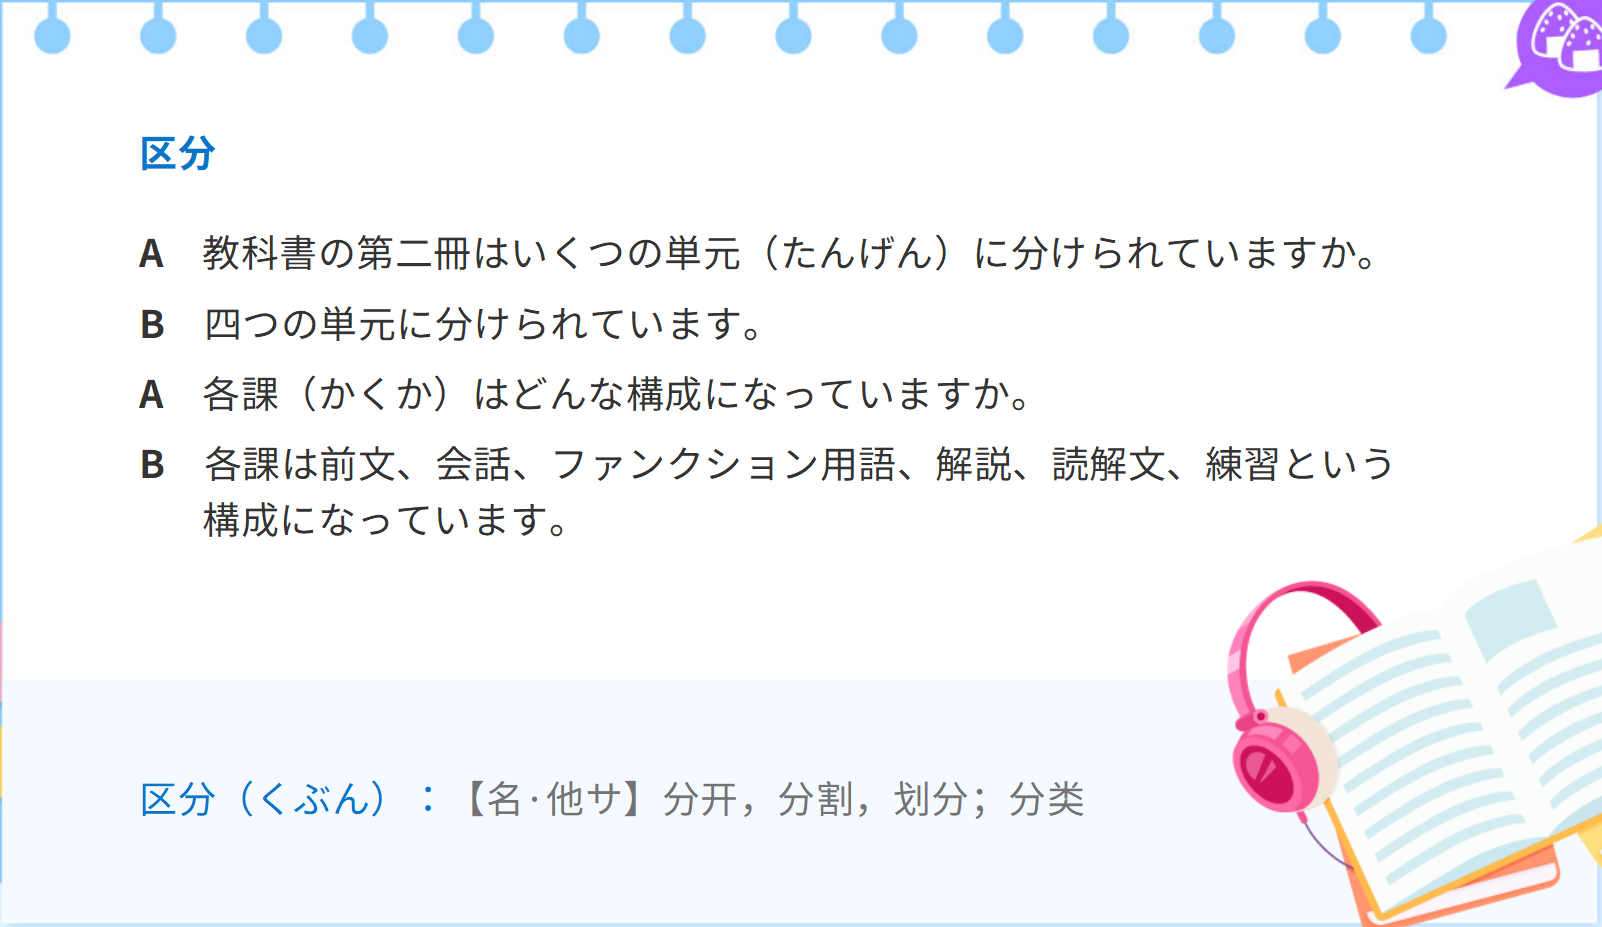 区分
A 教科書の第二冊はいくつの単元（たんげん）に分けられていますか。
B 四つの単元に分けられています。
A 各課（かくか）はどんな構成になっていますか。
B 各課は前文、会話、ファンクション用語、解説、読解文、練習という
構成になっています。
区分（くぶん）：【名·他サ】分开，分割，划分；分类